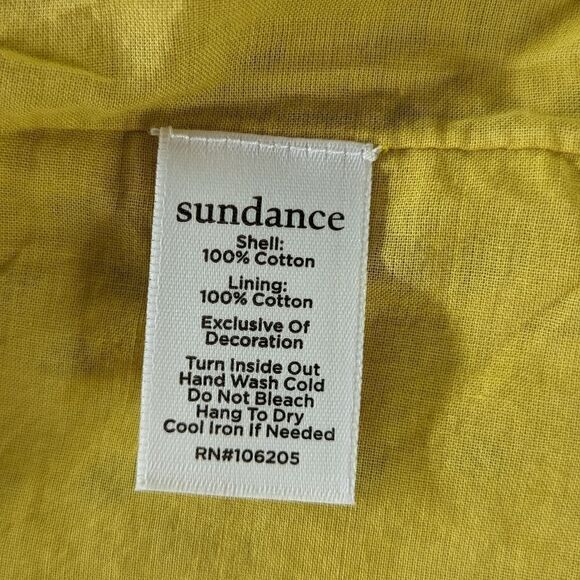 sundance
Shell:
100% Cotton
Lining:
100% Cotton
Exclusive Of
Decoration
Turn Inside Out
Hand Wash Cold
Do Not Bleach
Hang To Dry
Cool Iron If Needed
RN#106205